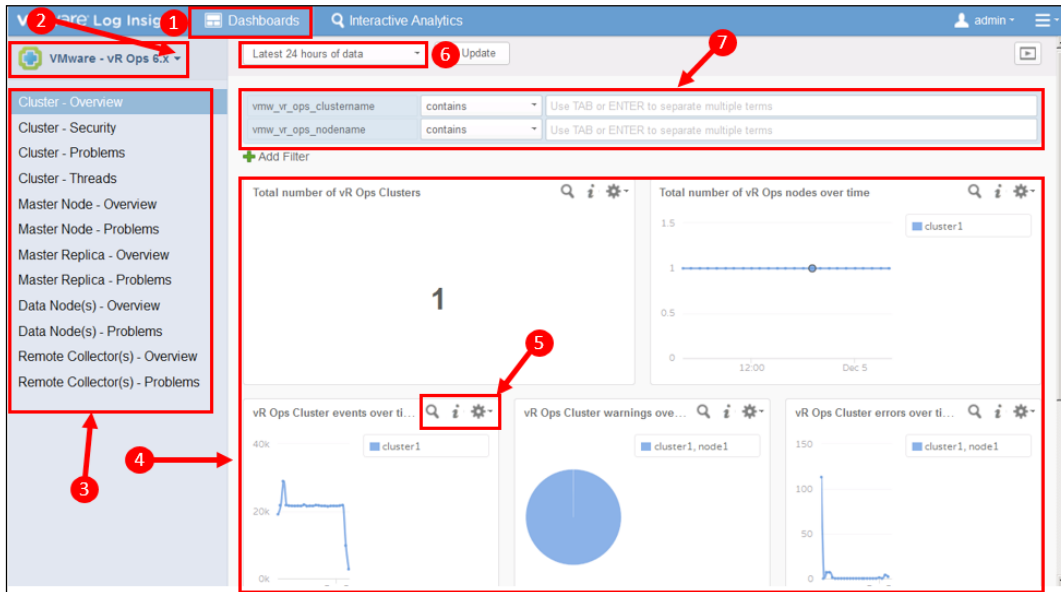 VMware Log Insight
1
Dashboards
Interactive Analytics
admin
2
VMware - vR Ops 6.x
Latest 24 hours of data
6
Update
7
Cluster - Overview
Cluster - Security
Cluster - Problems
Cluster - Threads
Master Node - Overview
Master Node - Problems
Master Replica - Overview
Master Replica - Problems
Data Node(s) - Overview
Data Node(s) - Problems
Remote Collector(s) - Overview
Remote Collector(s) - Problems
3
vmw_vr_ops_clustername contains Use TAB or ENTER to separate multiple terms
vmw_vr_ops_nodename contains Use TAB or ENTER to separate multiple terms
Add Filter
4
Total number of vR Ops Clusters
1
Total number of vR Ops nodes over time
cluster1
1.5
1
0.5
0
12:00 Dec 5
5
vR Ops Cluster events over ti...
cluster1
40k
20k
0k
vR Ops Cluster warnings ove...
cluster1, node1
vR Ops Cluster errors over ti...
cluster1, node1
150
100
50
0